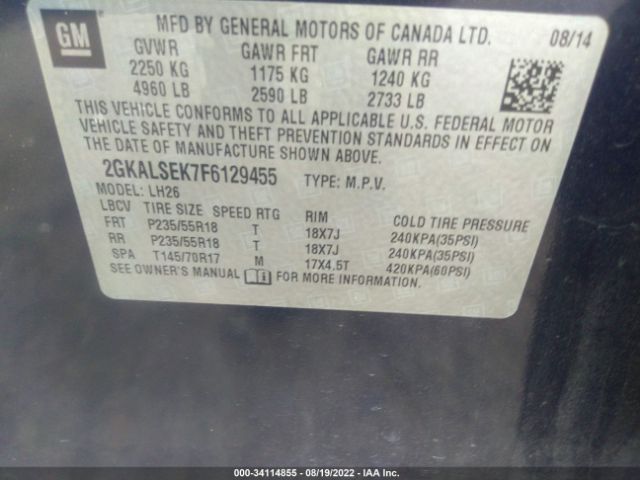 GM
MFD BY GENERAL MOTORS OF CANADA LTD. 08/14
GVWR GAWR FRT GAWR RR
2250 KG 1175 KG 1240 KG
4960 LB 2590 LB 2733 LB
THIS VEHICLE CONFORMS TO ALL APPLICABLE U.S. FEDERAL MOTOR
VEHICLE SAFETY AND THEFT PREVENTION STANDARDS IN EFFECT ON
THE DATE OF MANUFACTURE SHOWN ABOVE.
2GKALSEK7F6129455 TYPE: M.P.V.
MODEL: LH26
LBCV TIRE SIZE SPEED RTG RIM COLD TIRE PRESSURE
FRT P235/55R18 T 18X7J 240KPA(35PSI)
RR P235/55R18 T 18X7J 240KPA(35PSI)
SPA T145/70R17 M 17X4.5T 420KPA(60PSI)
SEE OWNER'S MANUAL FOR MORE INFORMATION.
000-34114855 - 08/19/2022 - IAAI.com